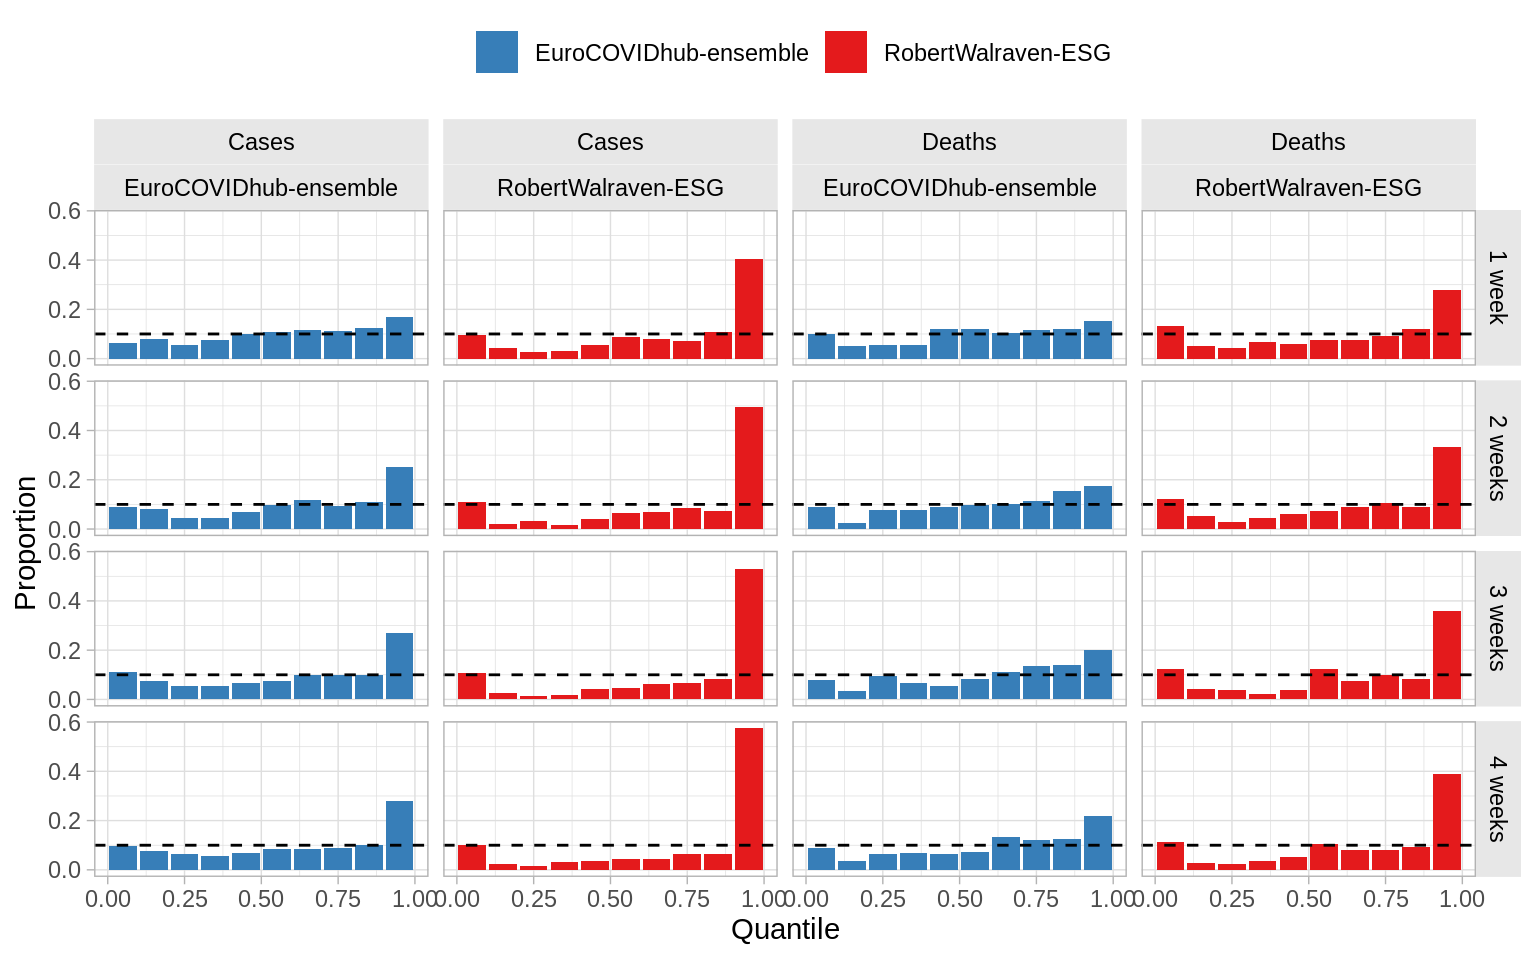 EuroCOVIDhub-ensemble RobertWalraven-ESG
Cases Cases Deaths Deaths
EuroCOVIDhub-ensemble RobertWalraven-ESG EuroCOVIDhub-ensemble RobertWalraven-ESG
0.6
0.4
0.2
0.0
1 week
0.6
0.4
0.2
0.0
2 weeks
0.6
0.4
0.2
0.0
3 weeks
0.6
0.4
0.2
0.0
4 weeks
Proportion
0.00 0.25 0.50 0.75 1.00 0.00 0.25 0.50 0.75 1.00 0.00 0.25 0.50 0.75 1.00 0.00 0.25 0.50 0.75 1.00
Quantile